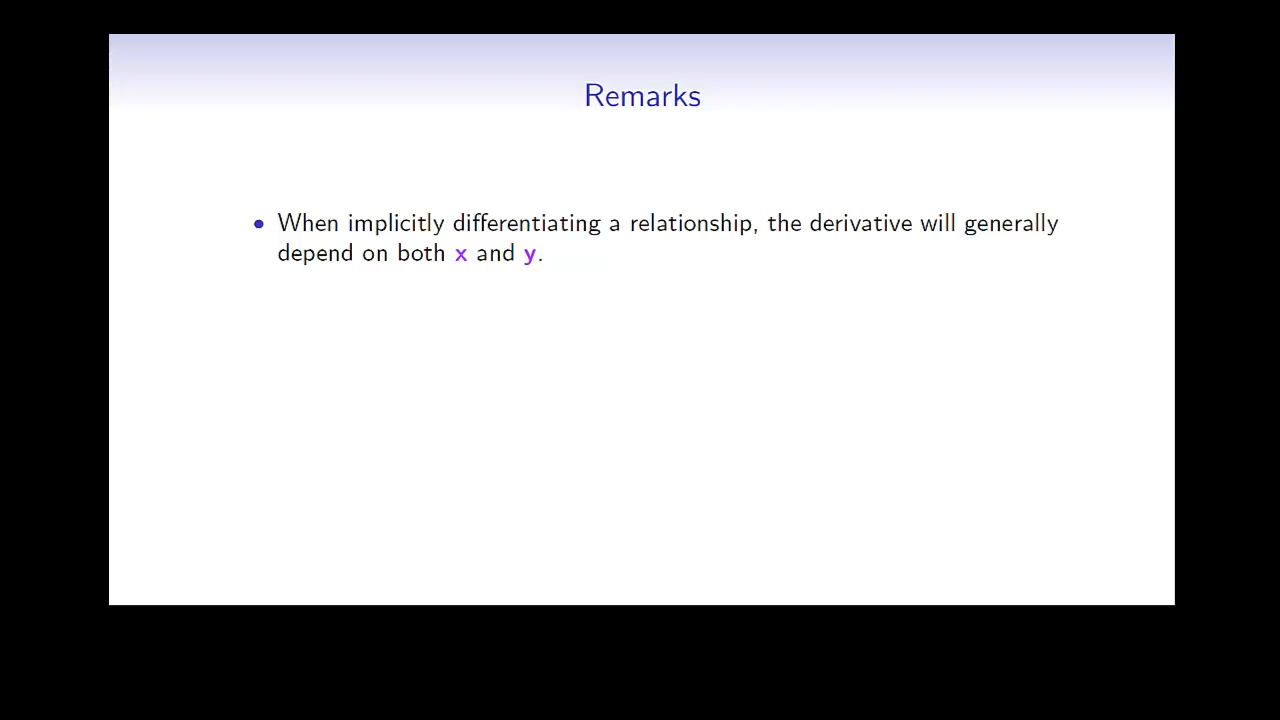 Remarks
• When implicitly differentiating a relationship, the derivative will generally
depend on both x and y.